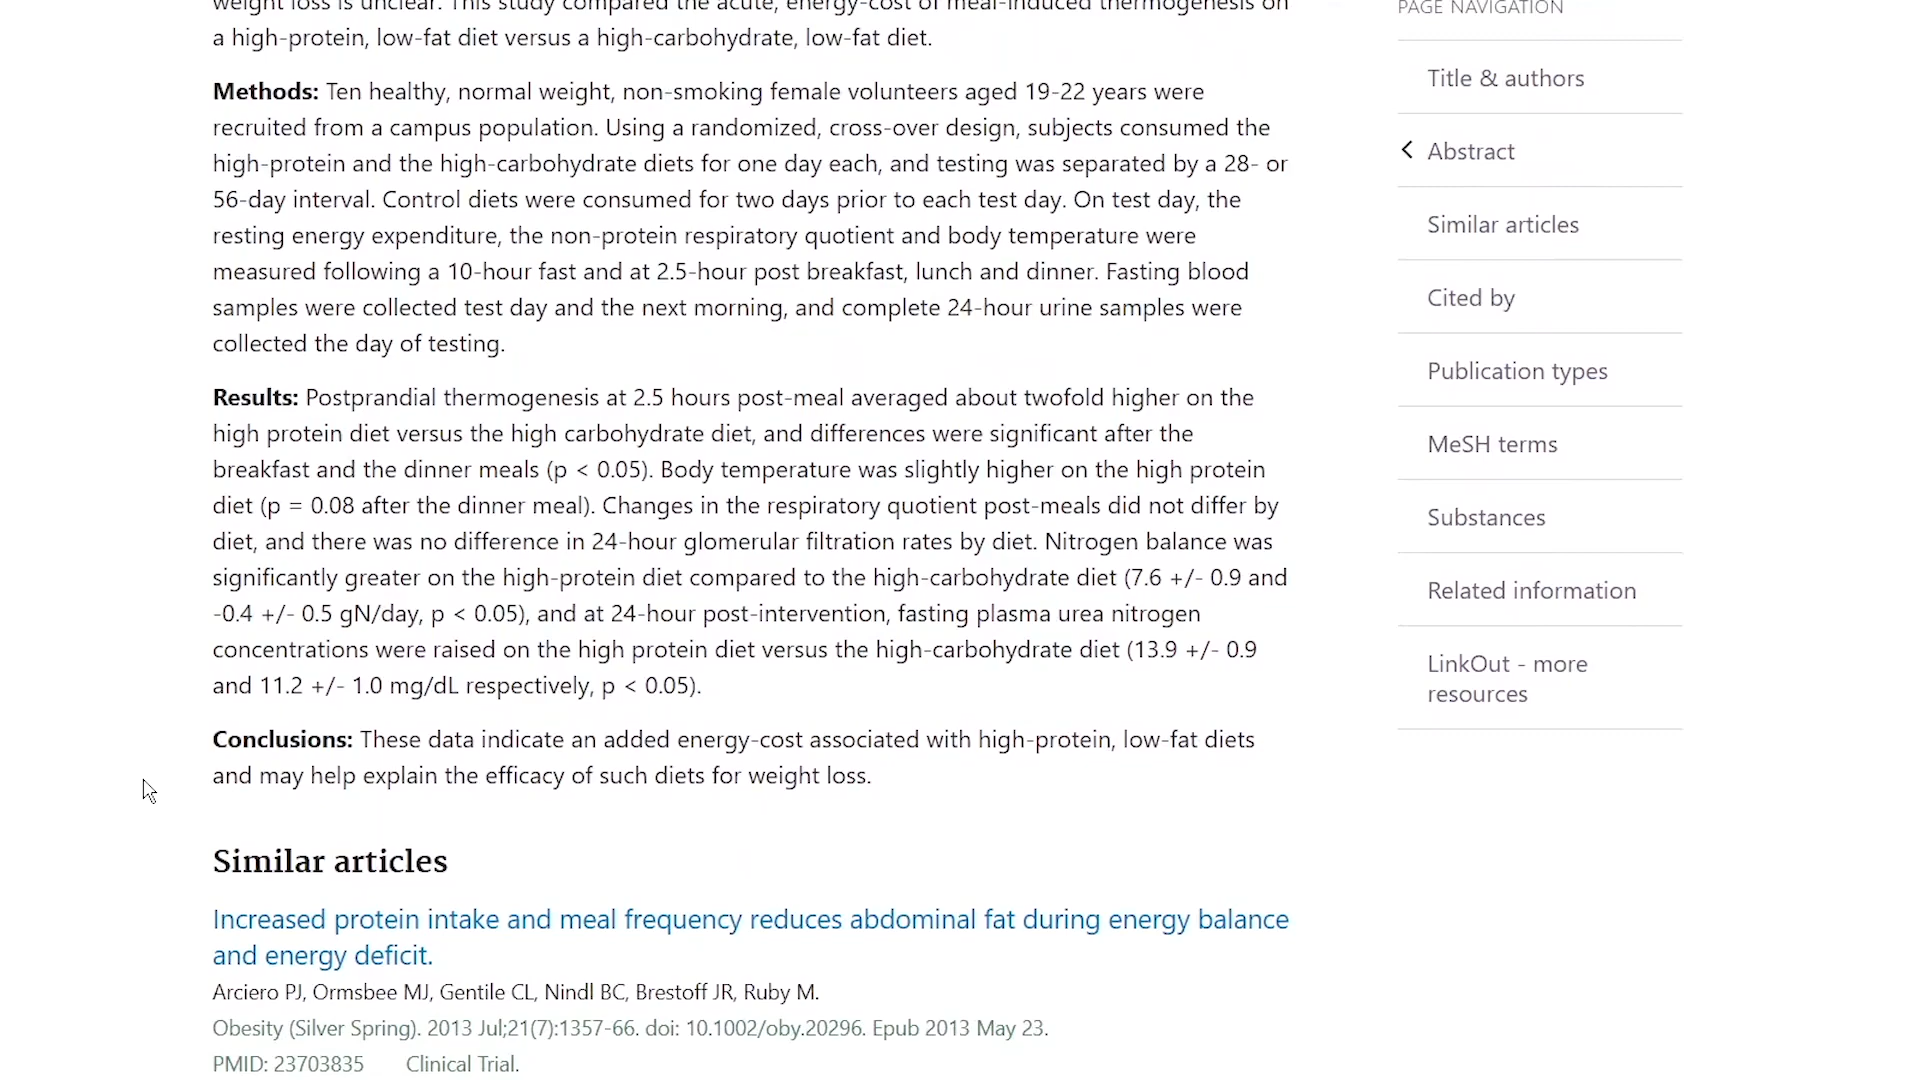 weight loss is unclear. This study compared the acute, energy-cost of meal-induced thermogenesis on
a high-protein, low-fat diet versus a high-carbohydrate, low-fat diet.
Methods: Ten healthy, normal weight, non-smoking female volunteers aged 19-22 years were
recruited from a campus population. Using a randomized, cross-over design, subjects consumed the
high-protein and the high-carbohydrate diets for one day each, and testing was separated by a 28- or
56-day interval. Control diets were consumed for two days prior to each test day. On test day, the
resting energy expenditure, the non-protein respiratory quotient and body temperature were
measured following a 10-hour fast and at 2.5-hour post breakfast, lunch and dinner. Fasting blood
samples were collected test day and the next morning, and complete 24-hour urine samples were
collected the day of testing.
Results: Postprandial thermogenesis at 2.5 hours post-meal averaged about twofold higher on the
high protein diet versus the high carbohydrate diet, and differences were significant after the
breakfast and the dinner meals (p < 0.05). Body temperature was slightly higher on the high protein
diet (p = 0.08 after the dinner meal). Changes in the respiratory quotient post-meals did not differ by
diet, and there was no difference in 24-hour glomerular filtration rates by diet. Nitrogen balance was
significantly greater on the high-protein diet compared to the high-carbohydrate diet (7.6 +/- 0.9 and
-0.4 +/- 0.5 gN/day, p < 0.05), and at 24-hour post-intervention, fasting plasma urea nitrogen
concentrations were raised on the high protein diet versus the high-carbohydrate diet (13.9 +/- 0.9
and 11.2 +/- 1.0 mg/dL respectively, p < 0.05).
Conclusions: These data indicate an added energy-cost associated with high-protein, low-fat diets
and may help explain the efficacy of such diets for weight loss.
Similar articles
Increased protein intake and meal frequency reduces abdominal fat during energy balance
and energy deficit.
Arciero PJ, Ormsbee MJ, Gentile CL, Nindl BC, Brestoff JR, Ruby M.
Obesity (Silver Spring). 2013 Jul;21(7):1357-66. doi: 10.1002/oby.20296. Epub 2013 May 23.
PMID: 23703835 Clinical Trial.
PAGE NAVIGATION
Title & authors
Abstract
Similar articles
Cited by
Publication types
MeSH terms
Substances
Related information
LinkOut - more
resources